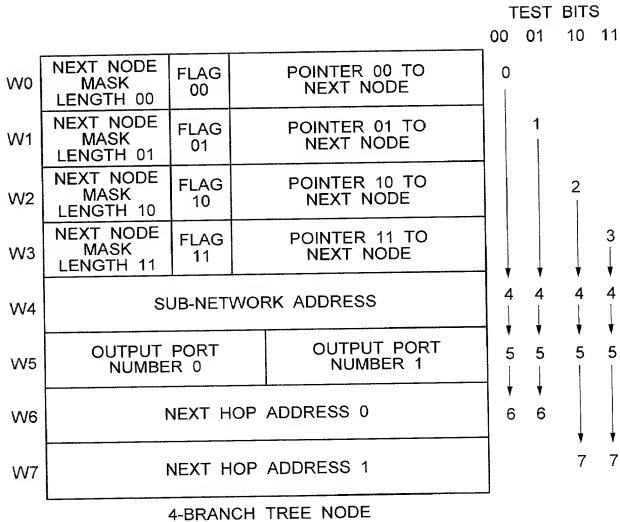 TEST BITS
00 01 10 11
W0
NEXT NODE
MASK
LENGTH 00
FLAG
00
POINTER 00 TO
NEXT NODE
0
W1
NEXT NODE
MASK
LENGTH 01
FLAG
01
POINTER 01 TO
NEXT NODE
1
W2
NEXT NODE
MASK
LENGTH 10
FLAG
10
POINTER 10 TO
NEXT NODE
2
W3
NEXT NODE
MASK
LENGTH 11
FLAG
11
POINTER 11 TO
NEXT NODE
3
W4
SUB-NETWORK ADDRESS
4 4 4 4
W5
OUTPUT PORT
NUMBER 0
OUTPUT PORT
NUMBER 1
5 5 5 5
W6
NEXT HOP ADDRESS 0
6 6
W7
NEXT HOP ADDRESS 1
7 7
4-BRANCH TREE NODE